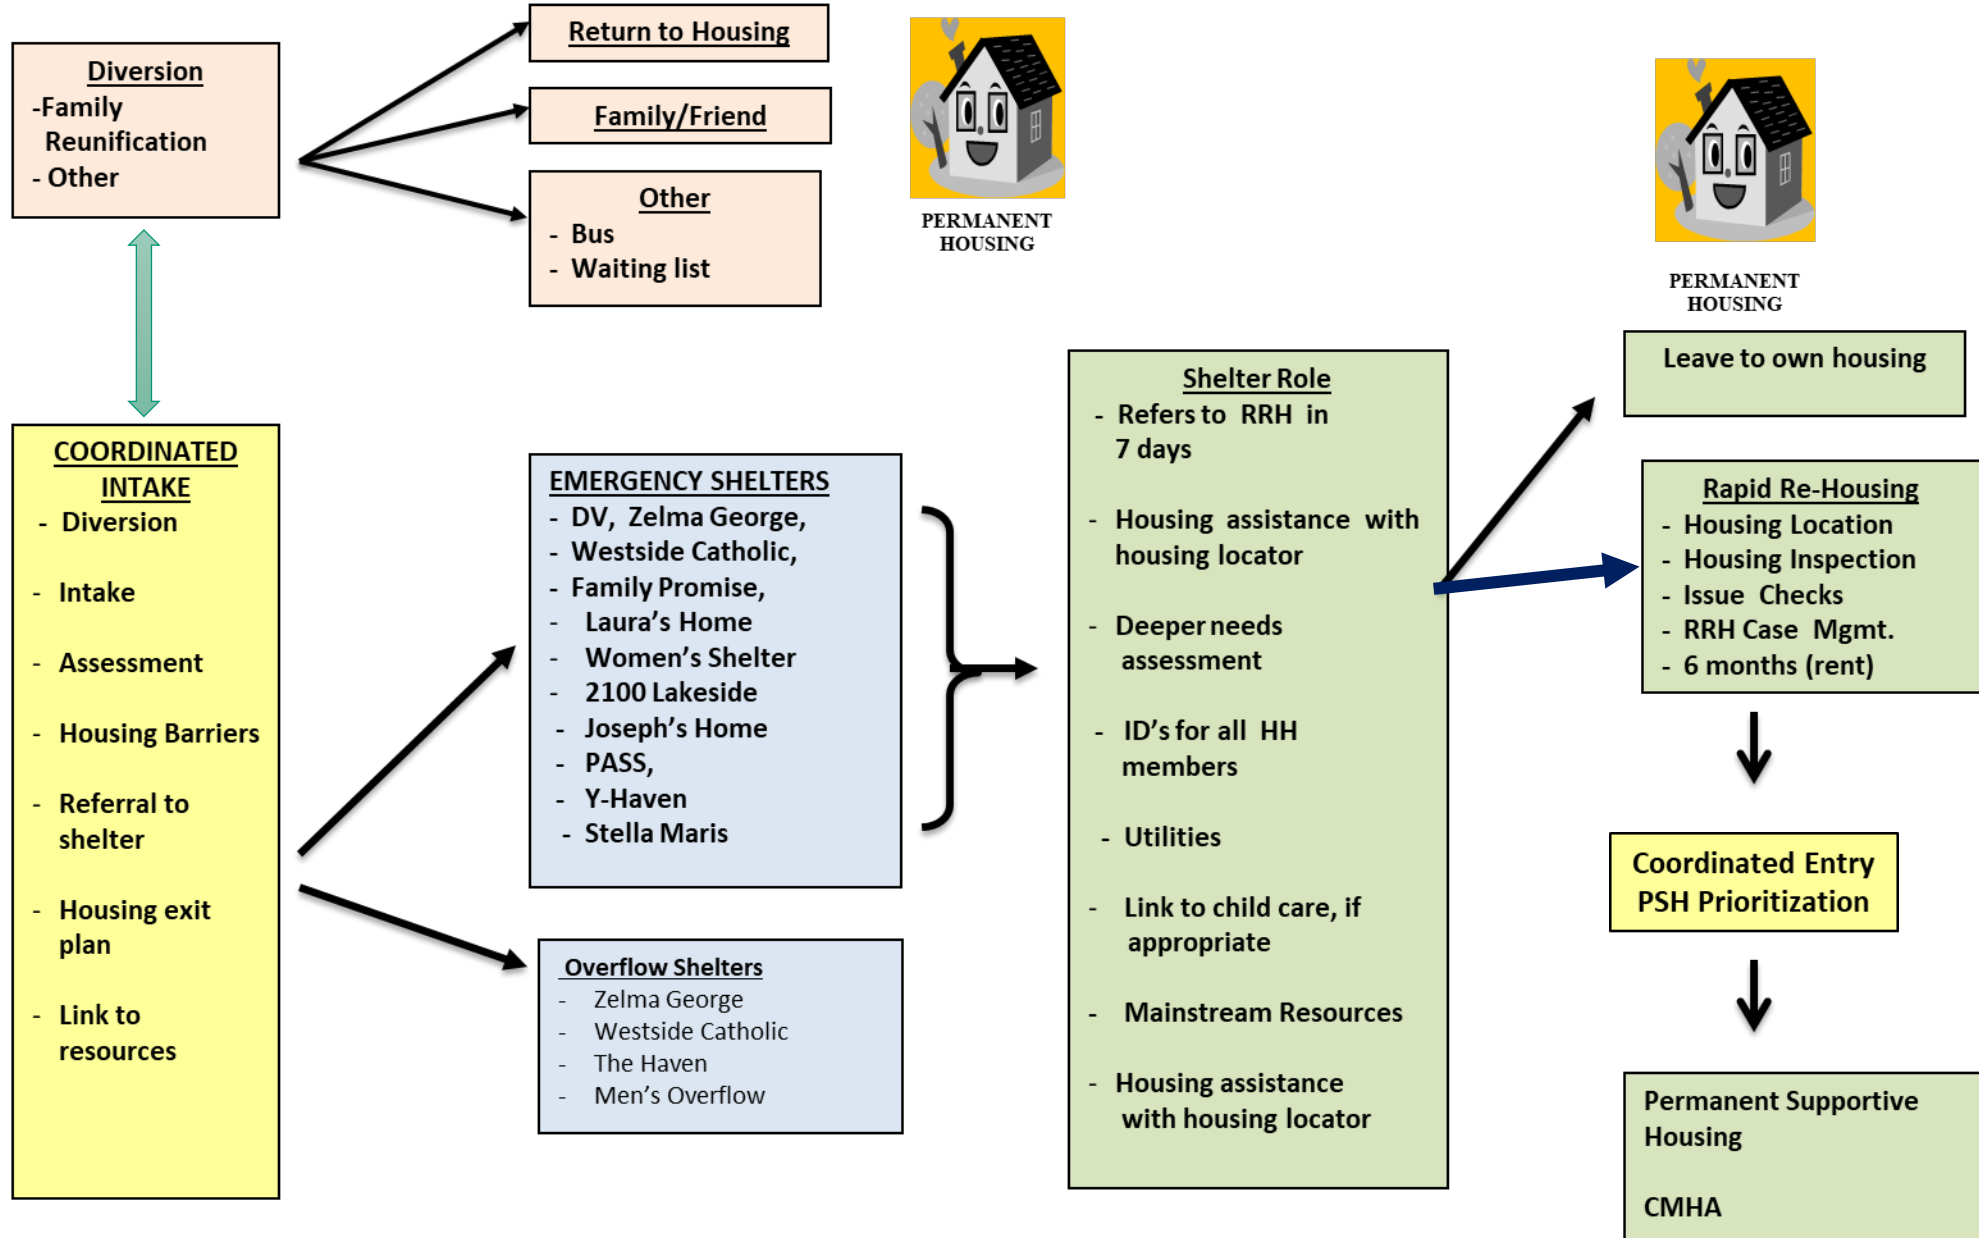 Diversion
-Family
Reunification
- Other
Return to Housing
Family/Friend
Other
- Bus
- Waiting list
PERMANENT
HOUSING
PERMANENT
HOUSING
COORDINATED
INTAKE
- Diversion
- Intake
- Assessment
- Housing Barriers
- Referral to
shelter
- Housing exit
plan
- Link to
resources
EMERGENCY SHELTERS
- DV, Zelma George,
- Westside Catholic,
- Family Promise,
- Laura’s Home
- Women’s Shelter
- 2100 Lakeside
- Joseph’s Home
- PASS,
- Y-Haven
- Stella Maris
Overflow Shelters
- Zelma George
- Westside Catholic
- The Haven
- Men’s Overflow
Shelter Role
- Refers to RRH in
7 days
- Housing assistance with
housing locator
- Deeper needs
assessment
- ID’s for all HH
members
- Utilities
- Link to child care, if
appropriate
- Mainstream Resources
- Housing assistance
with housing locator
Leave to own housing
Rapid Re-Housing
- Housing Location
- Housing Inspection
- Issue Checks
- RRH Case Mgmt.
- 6 months (rent)
Coordinated Entry
PSH Prioritization
Permanent Supportive
Housing
CMHA